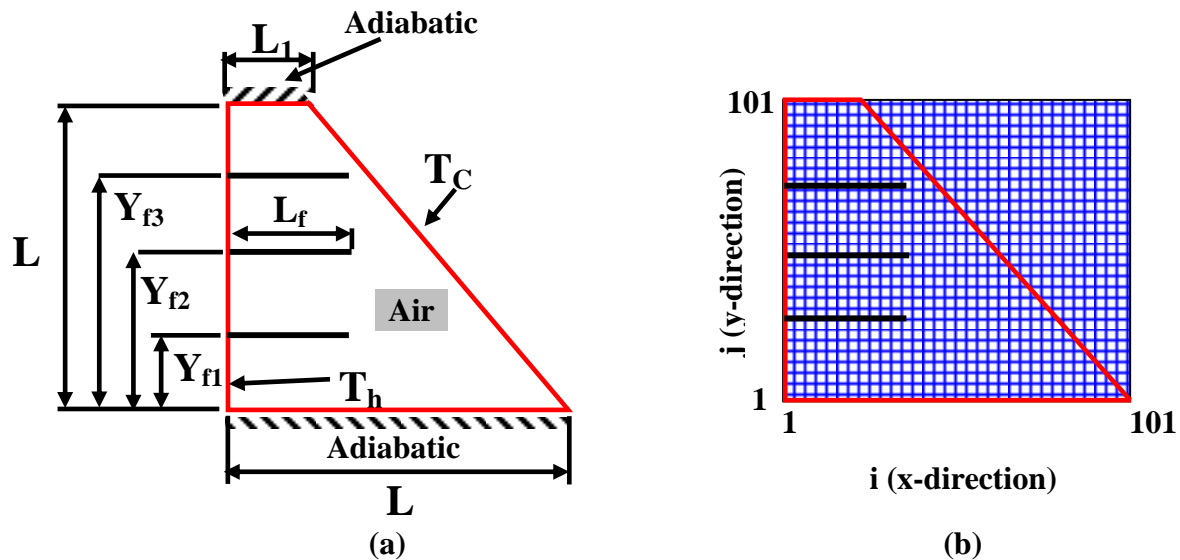 Adiabatic
L1
TC
Yf3
Lf
L
Yf2
Air
Yf1
Th
Adiabatic
L
(a)
101
j (y-direction)
1
1
101
i (x-direction)
(b)